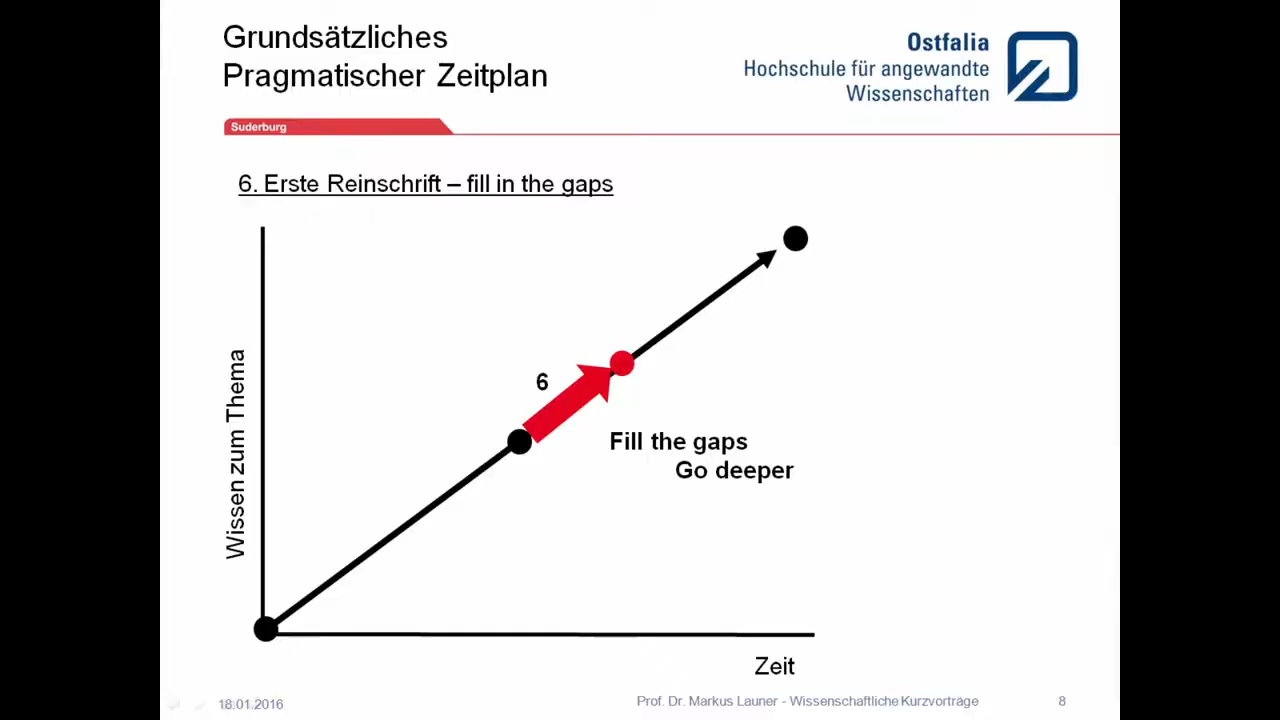 Grundsätzliches
Pragmatischer Zeitplan
Ostfalia
Hochschule für angewandte
Wissenschaften
Suderburg
6. Erste Reinschrift – fill in the gaps
Wissen zum Thema
6
Fill the gaps
Go deeper
Zeit
18.01.2016
Prof. Dr. Markus Launer - Wissenschaftliche Kurzvorträge
8